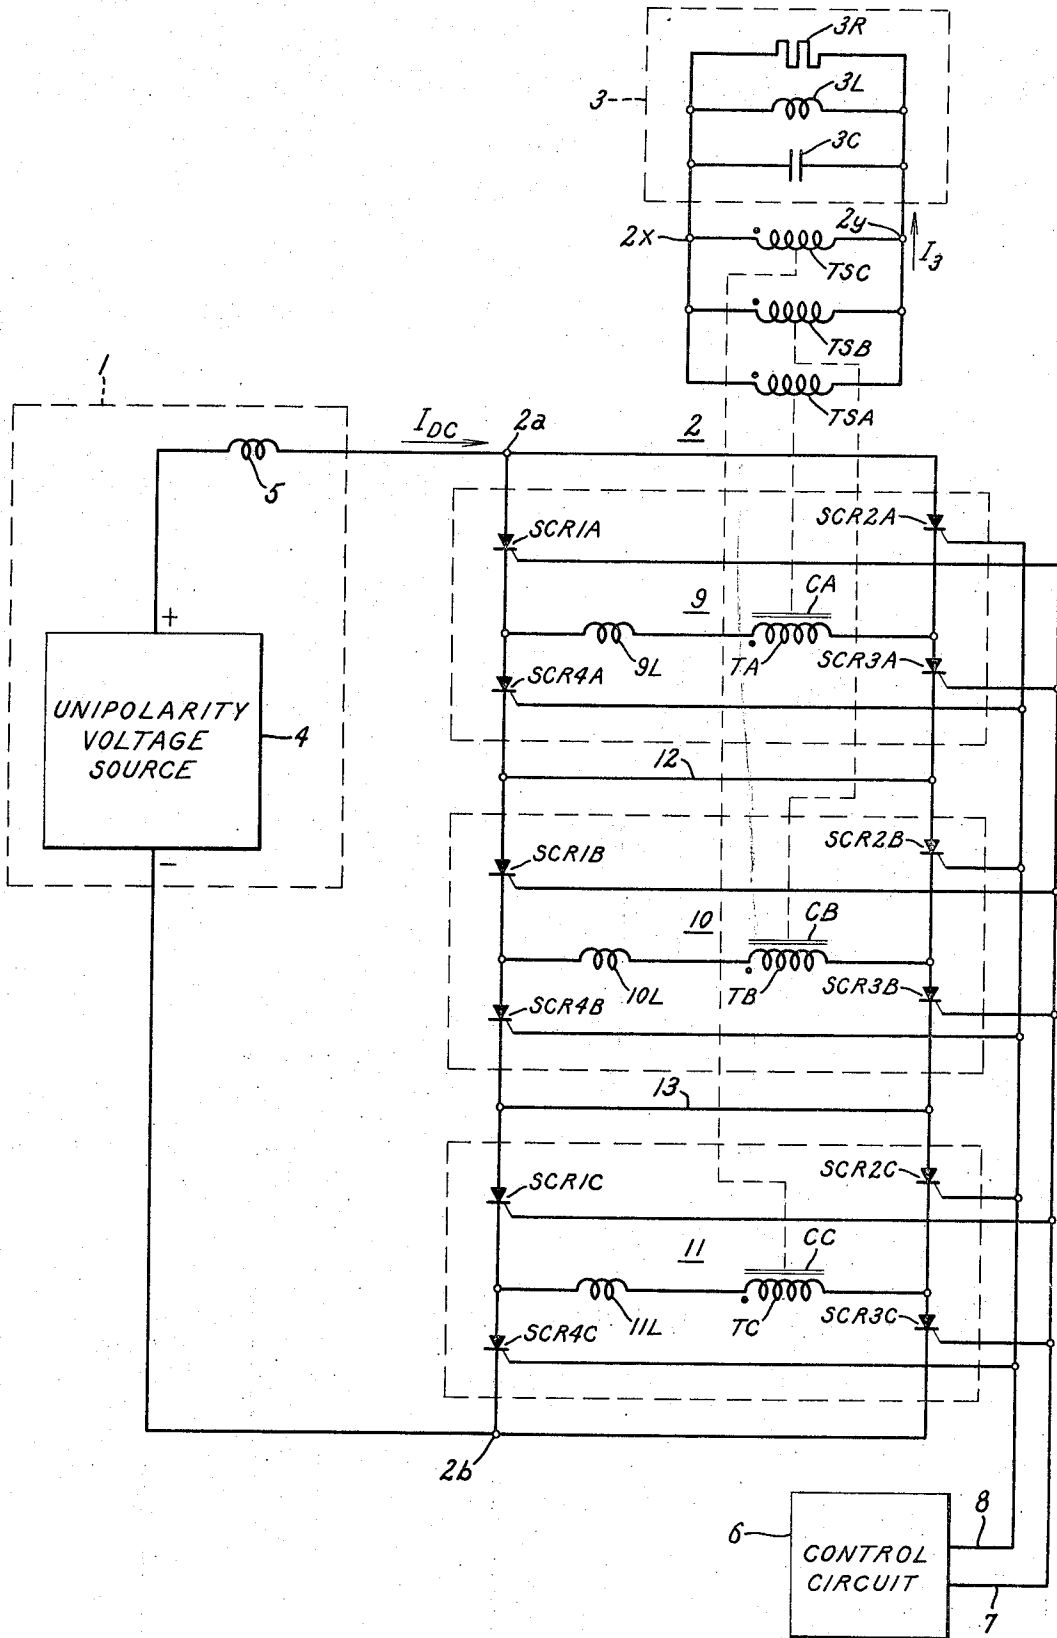 3R
3
3L
3C
2X
2y
I3
TSC
TSB
TSA
1
IDC
2a
2
5
SCR1A
SCR2A
+
9
CA
9L
TA
SCR3A
SCR4A
UNIPOLARITY
VOLTAGE
SOURCE
4
12
SCR2B
−
SCR1B
10
CB
10L
TB
SCR3B
SCR4B
13
SCR2C
SCR1C
11
CC
11L
TC
SCR3C
SCR4C
2b
6
8
CONTROL
CIRCUIT
7